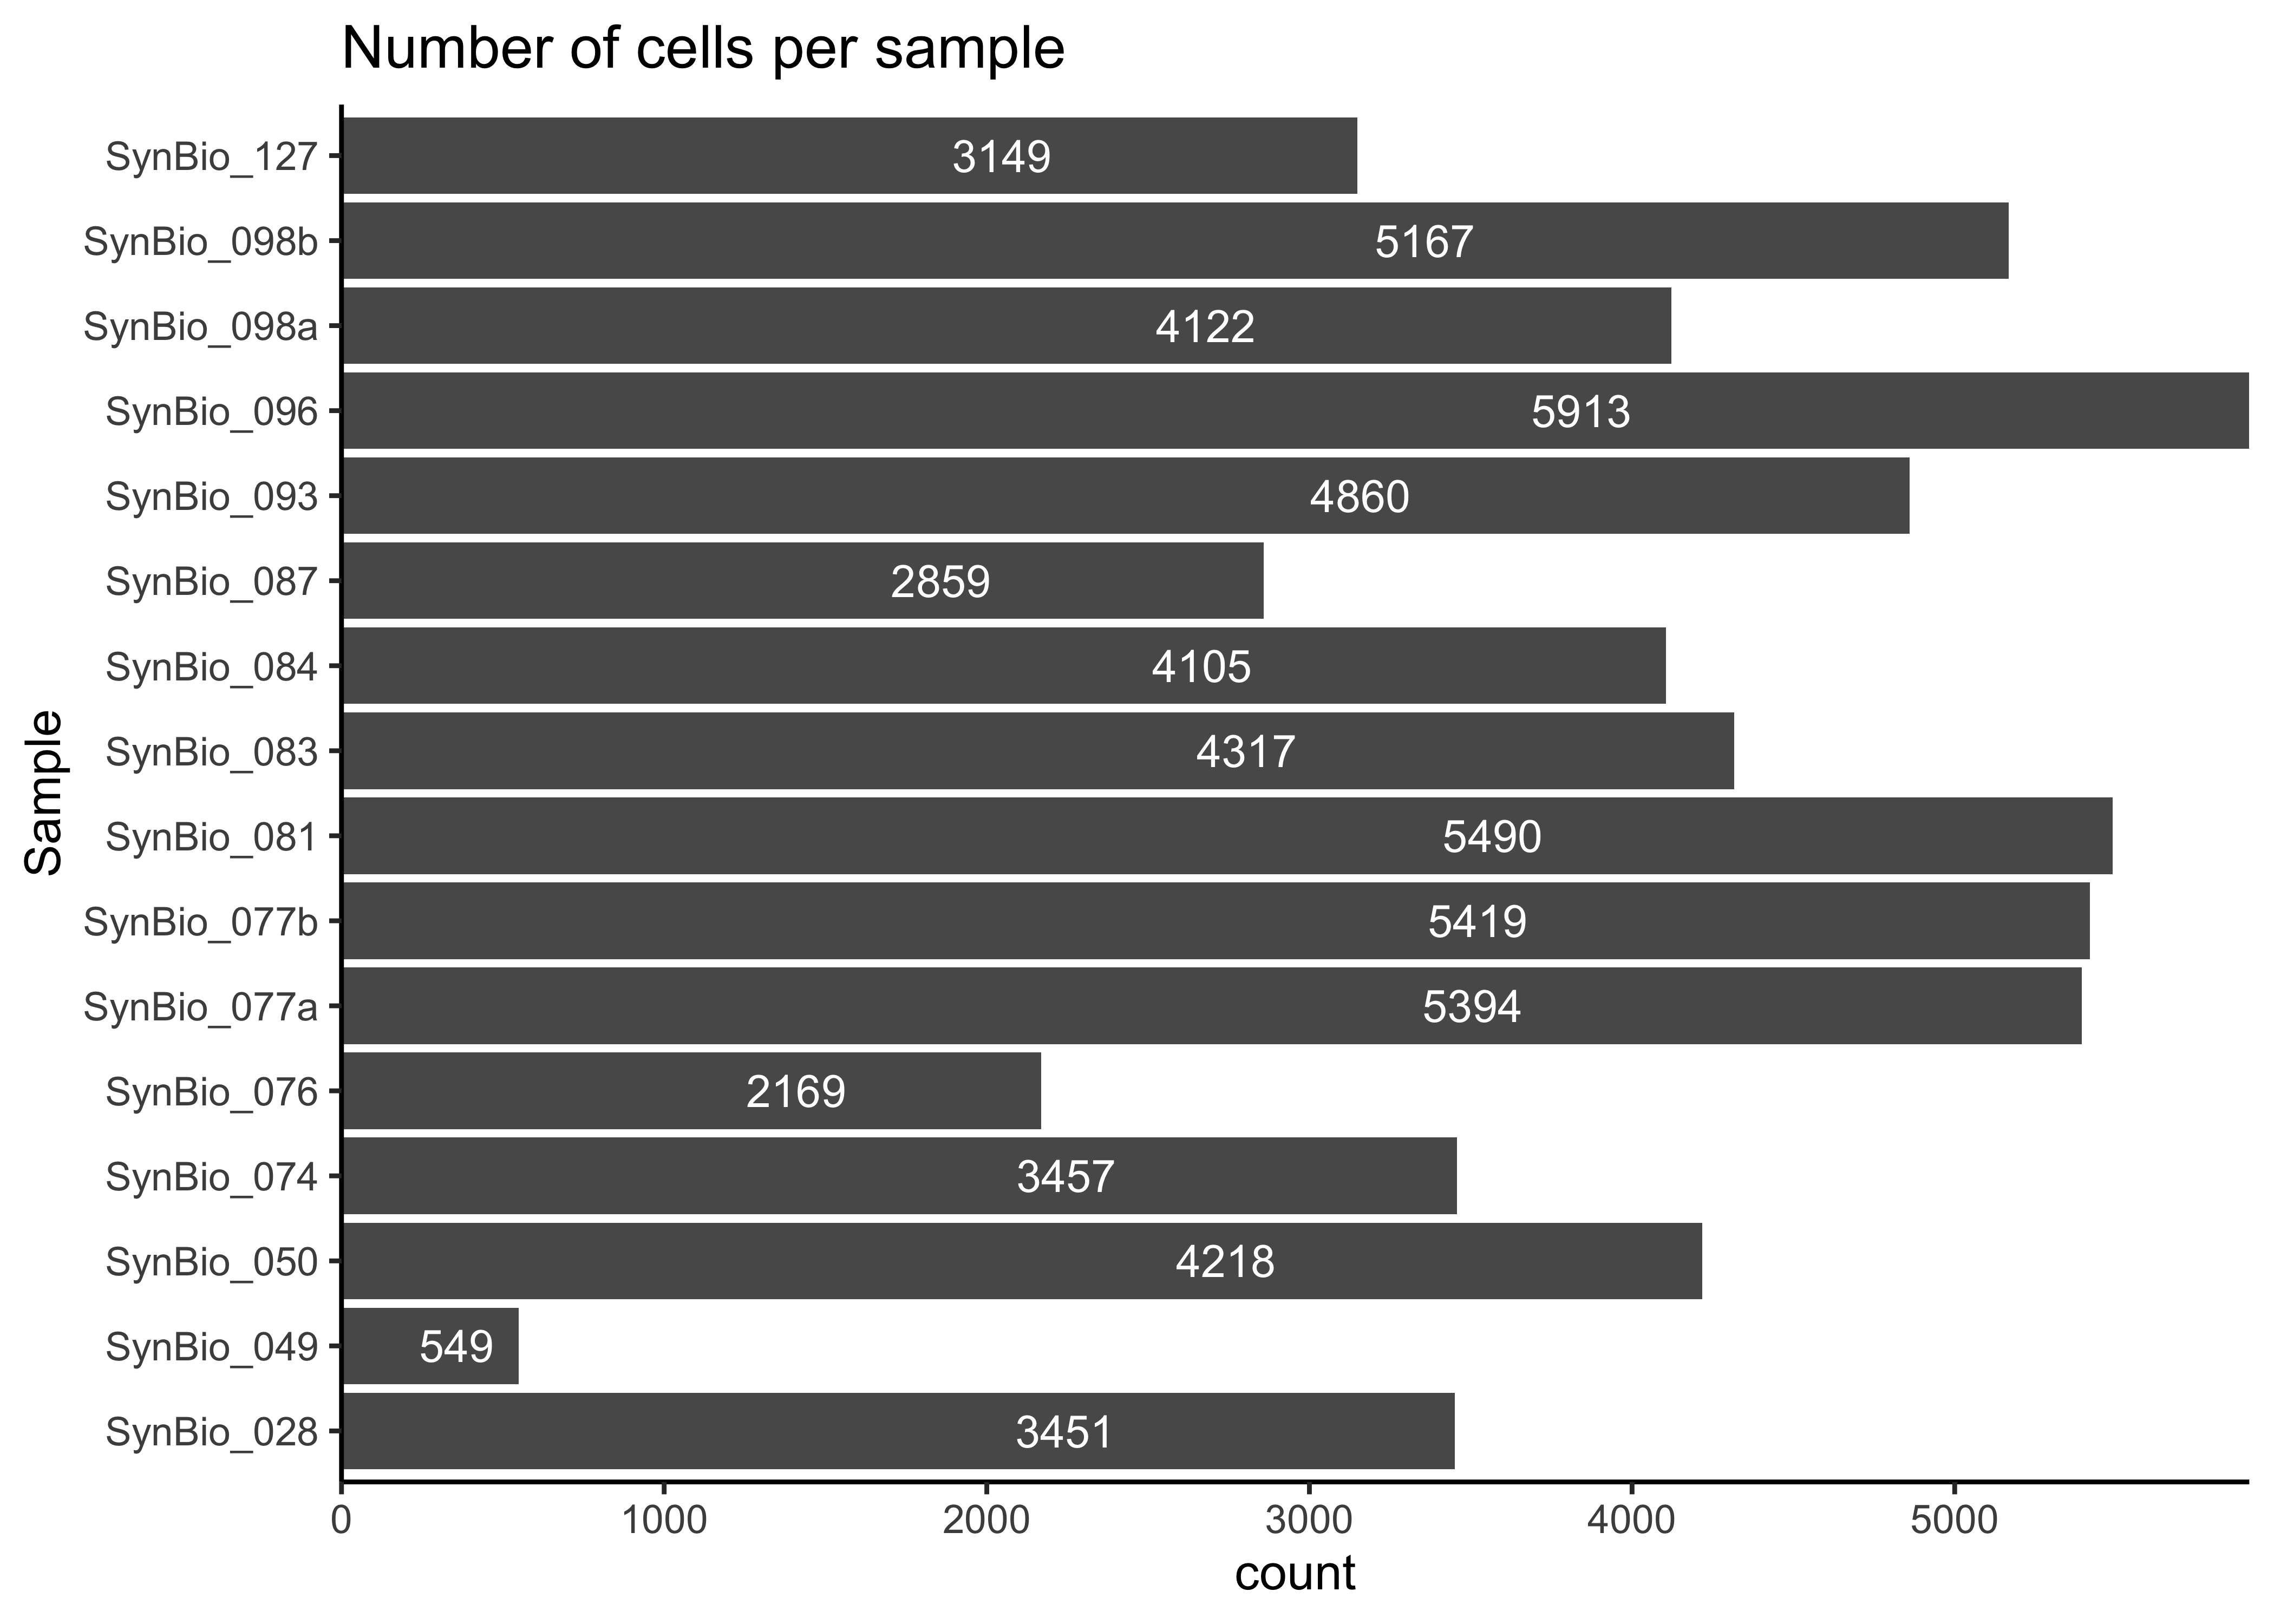 Number of cells per sample
SynBio_127 3149
SynBio_098b 5167
SynBio_098a 4122
SynBio_096 5913
SynBio_093 4860
SynBio_087 2859
SynBio_084 4105
SynBio_083 4317
SynBio_081 5490
SynBio_077b 5419
SynBio_077a 5394
SynBio_076 2169
SynBio_074 3457
SynBio_050 4218
SynBio_049 549
SynBio_028 3451
Sample
0 1000 2000 3000 4000 5000
count